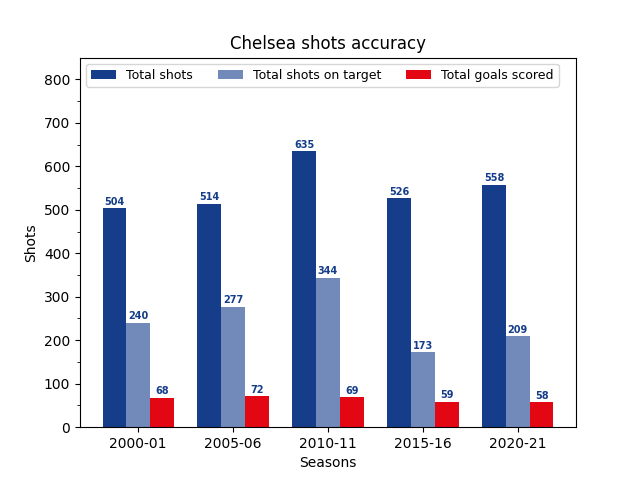 Chelsea shots accuracy
Total shots Total shots on target Total goals scored
800
700
600
500
400
300
200
100
0
Shots
504 240 68
514 277 72
635 344 69
526 173 59
558 209 58
2000-01 2005-06 2010-11 2015-16 2020-21
Seasons